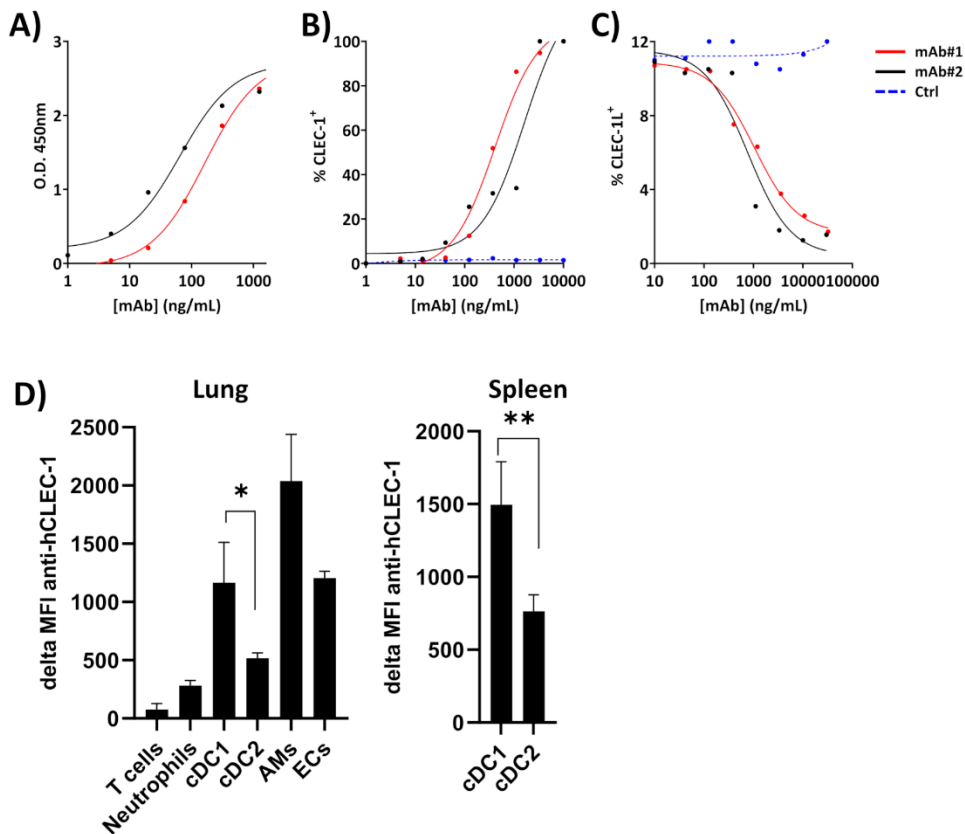 A)
B)
C)
mAb#1
mAb#2
Ctrl
O.D. 450nm
3
2
1
0
1 10 100 1000
[mAb] (ng/mL)
% CLEC-1+
100
80
60
40
20
0
1 10 100 1000 10000
[mAb] (ng/mL)
% CLEC-1L+
12
8
4
0
10 100 1000 10000 100000
[mAb] (ng/mL)
D)
Lung
delta MFI anti-hCLEC-1
2500
2000
1500
1000
500
0
*
T cells
Neutrophils
cDC1
cDC2
AMs
ECs
Spleen
delta MFI anti-hCLEC-1
2000
1500
1000
500
0
**
cDC1
cDC2